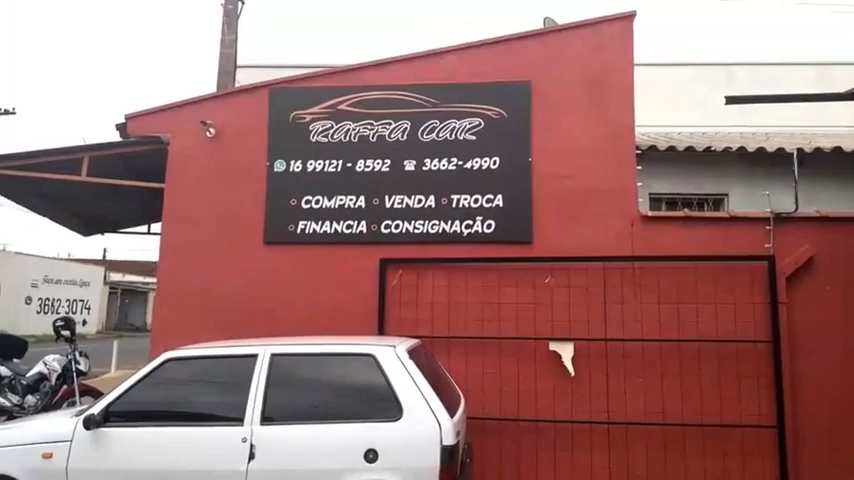 RAFFA CAR
16 99121 - 8592 3662-4990
COMPRA VENDA TROCA
FINANCIA CONSIGNAÇÃO
3662-3074